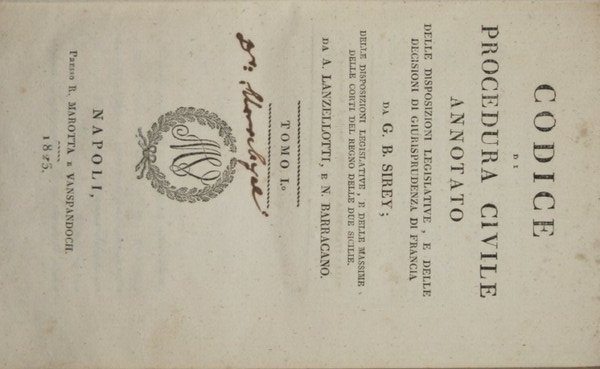 CODICE
DI
PROCEDURA CIVILE
ANNOTATO
DELLE DISPOSIZIONI LEGISLATIVE, E DELLE
DECISIONI DI GIURISPRUDENZA DI FRANCIA
DA G. B. SIREY;
DELLE DISPOSIZIONI LEGISLATIVE, E DELLE MASSIME
DELLE CORTI DEL REGNO DELLE DUE SICILIE.
DA A. LANZELLOTTI, E N. BARRACANO.
TOMO I.º
NAPOLI,
Presso R. MAROTTA e VANSPANDOCH.
1825.